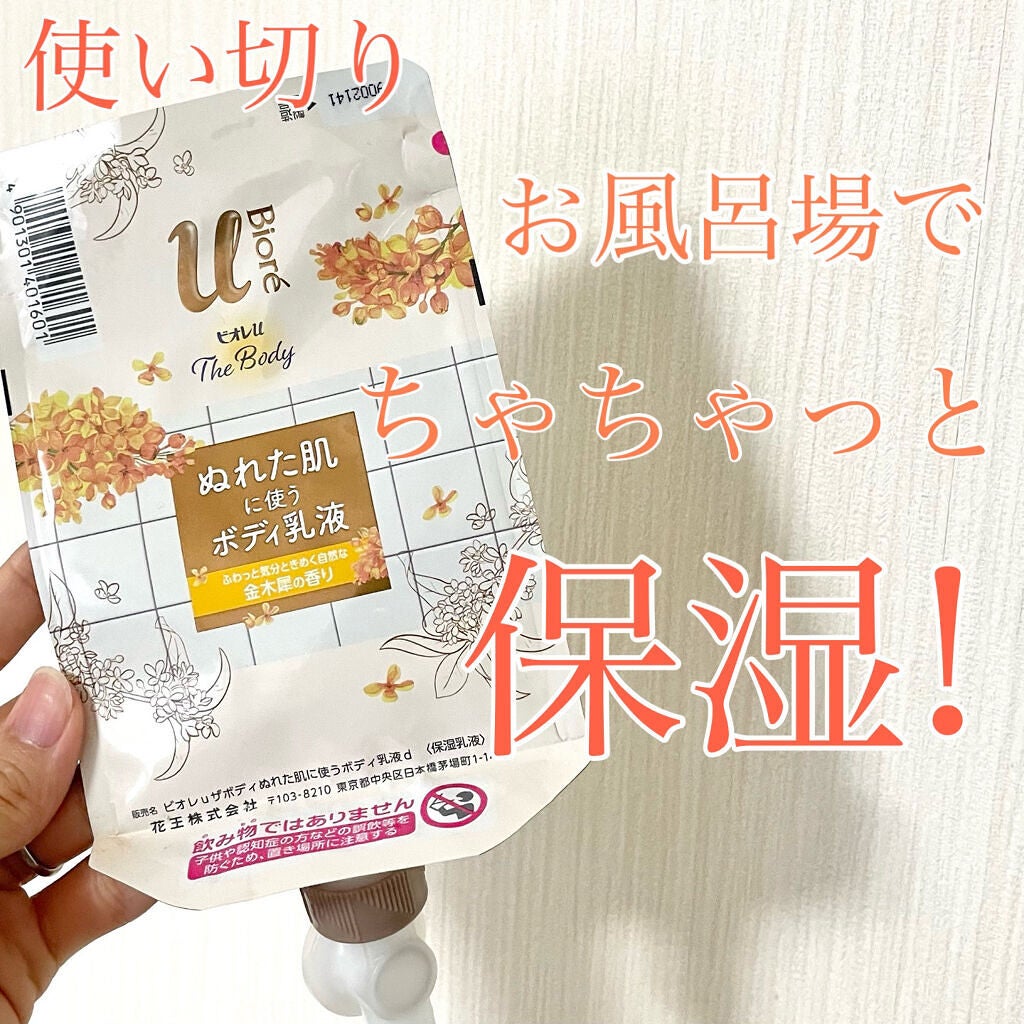 使い切り
お風呂場で
ちゃちゃっと
保湿!
9002141
製造
4 901301 401601
u
Bioré
ビオレu
The Body
ぬれた肌
に使う
ボディ乳液
ふわっと気分ときめく自然な
金木犀の香り
販売名 ビオレuザボディぬれた肌に使うボディ乳液d 〈保湿乳液〉
花王株式会社 〒103-8210 東京都中央区日本橋茅場町1-1
飲み物ではありません
子供や認知症の方などの誤飲等を
防ぐため、置き場所に注意する